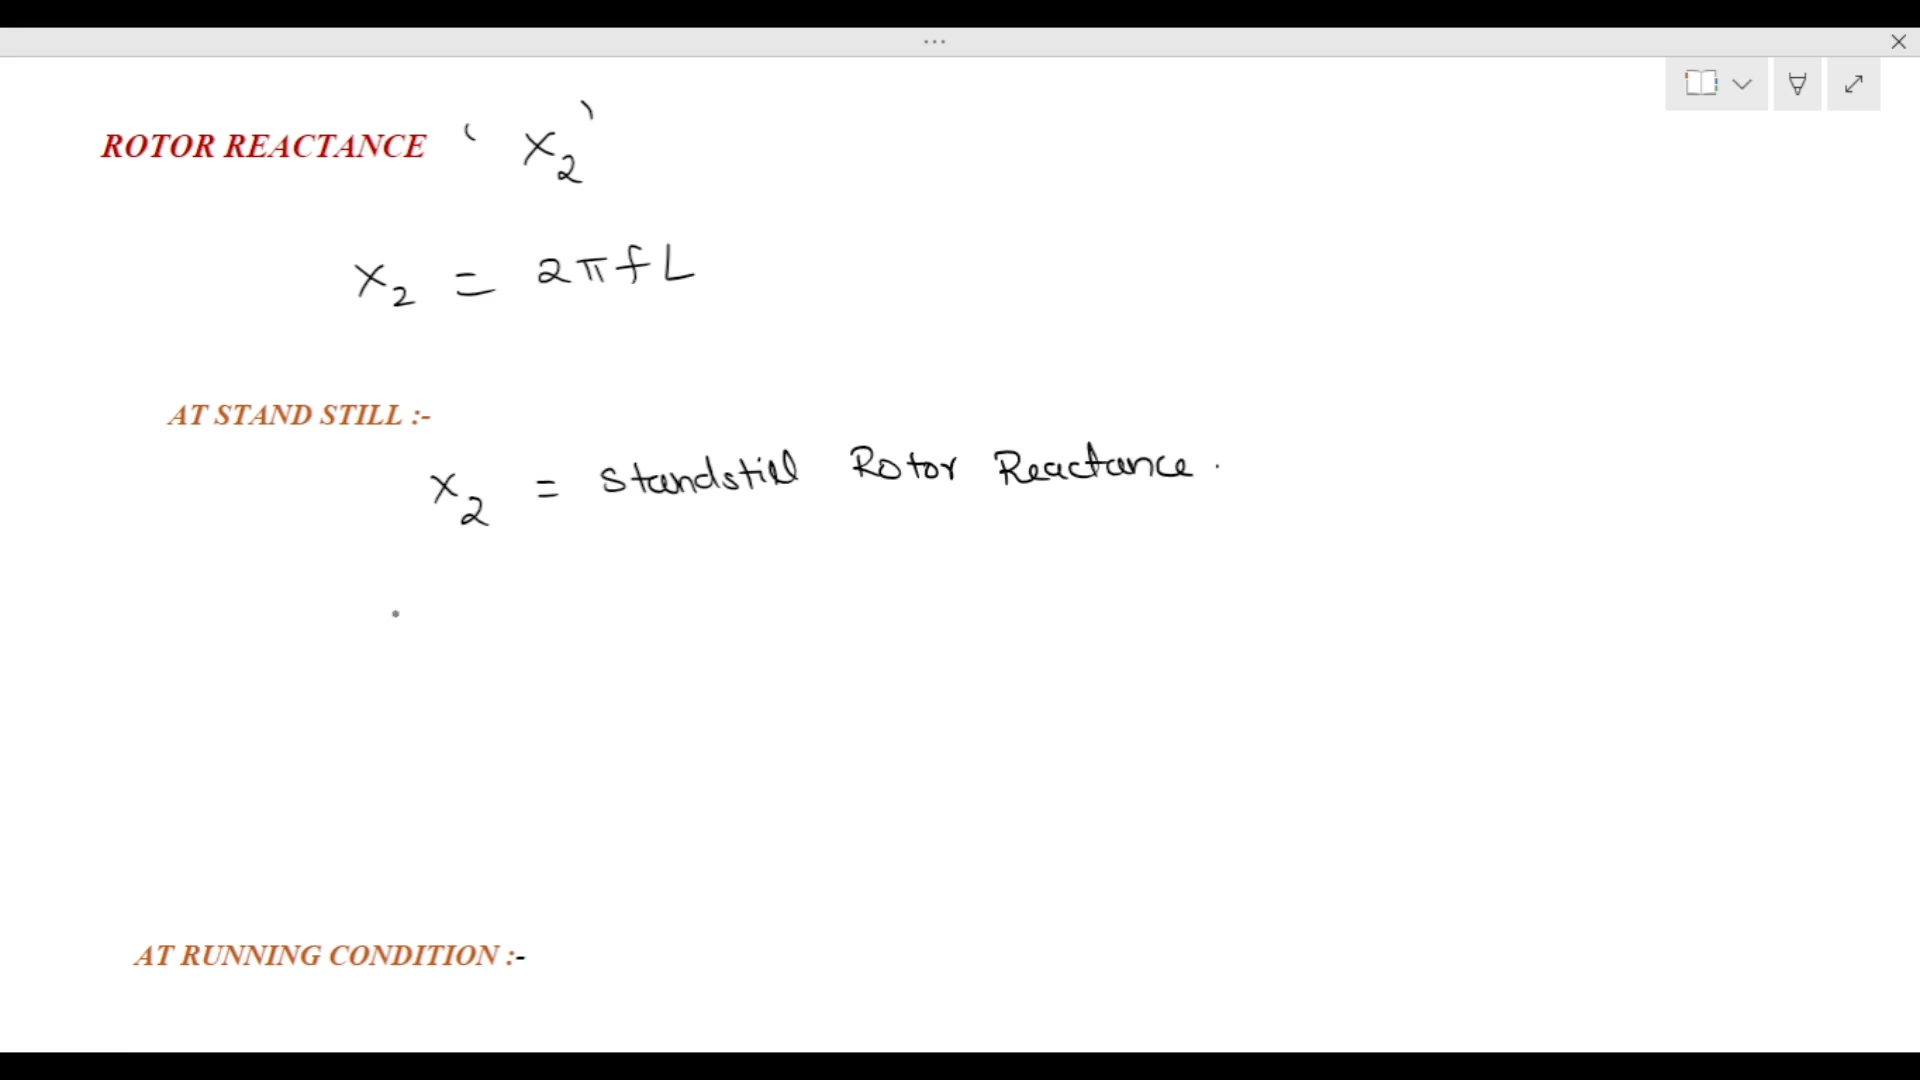 ROTOR REACTANCE ‘ X₂ ’
X₂ = 2πfL
AT STAND STILL :-
X₂ = Standstill Rotor Reactance .
AT RUNNING CONDITION :-